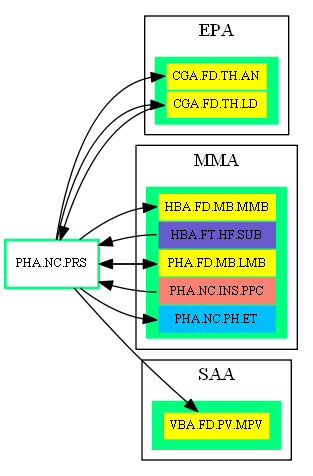 EPA
CGA.FD.TH.AN
CGA.FD.TH.LD
MMA
HBA.FD.MB.MMB
HBA.FT.HF.SUB
PHA.NC.PRS
PHA.FD.MB.LMB
PHA.NC.INS.PPC
PHA.NC.PH.ET
SAA
VBA.FD.PV.MPV